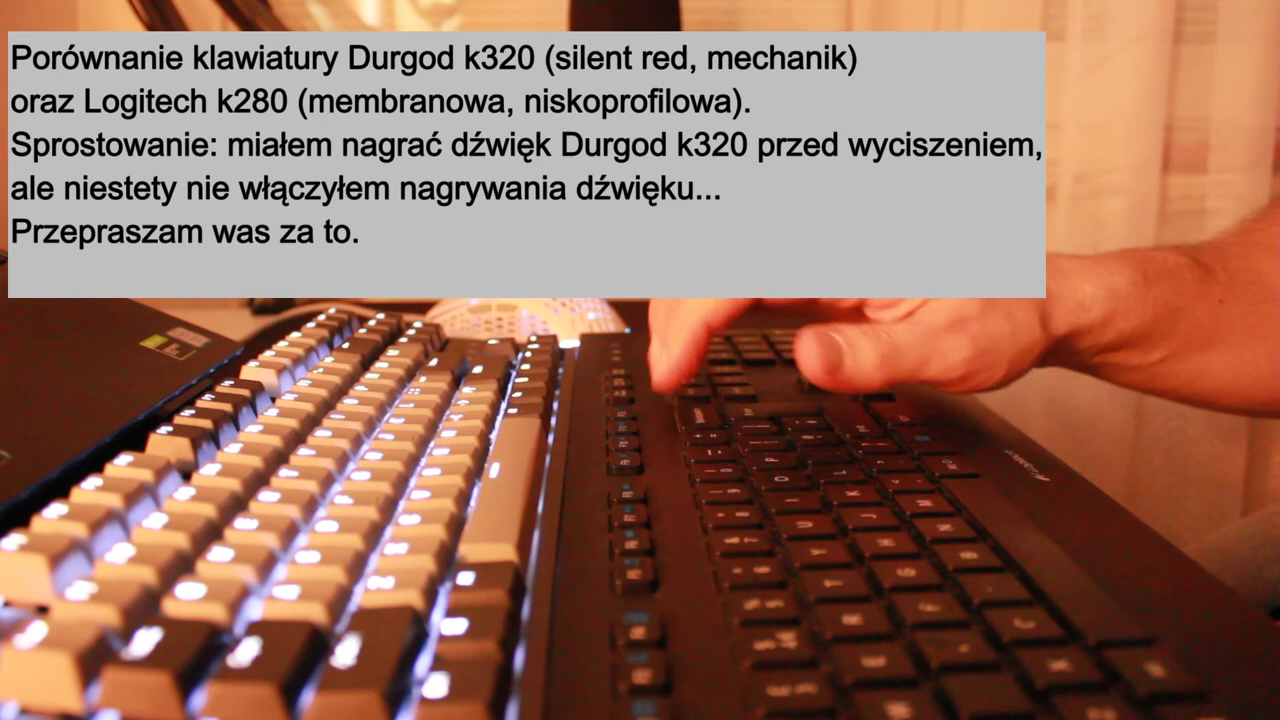 Porównanie klawiatury Durgod k320 (silent red, mechanik)
oraz Logitech k280 (membranowa, niskoprofilowa).
Sprostowanie: miałem nagrać dźwięk Durgod k320 przed wyciszeniem,
ale niestety nie włączyłem nagrywania dźwięku...
Przepraszam was za to.